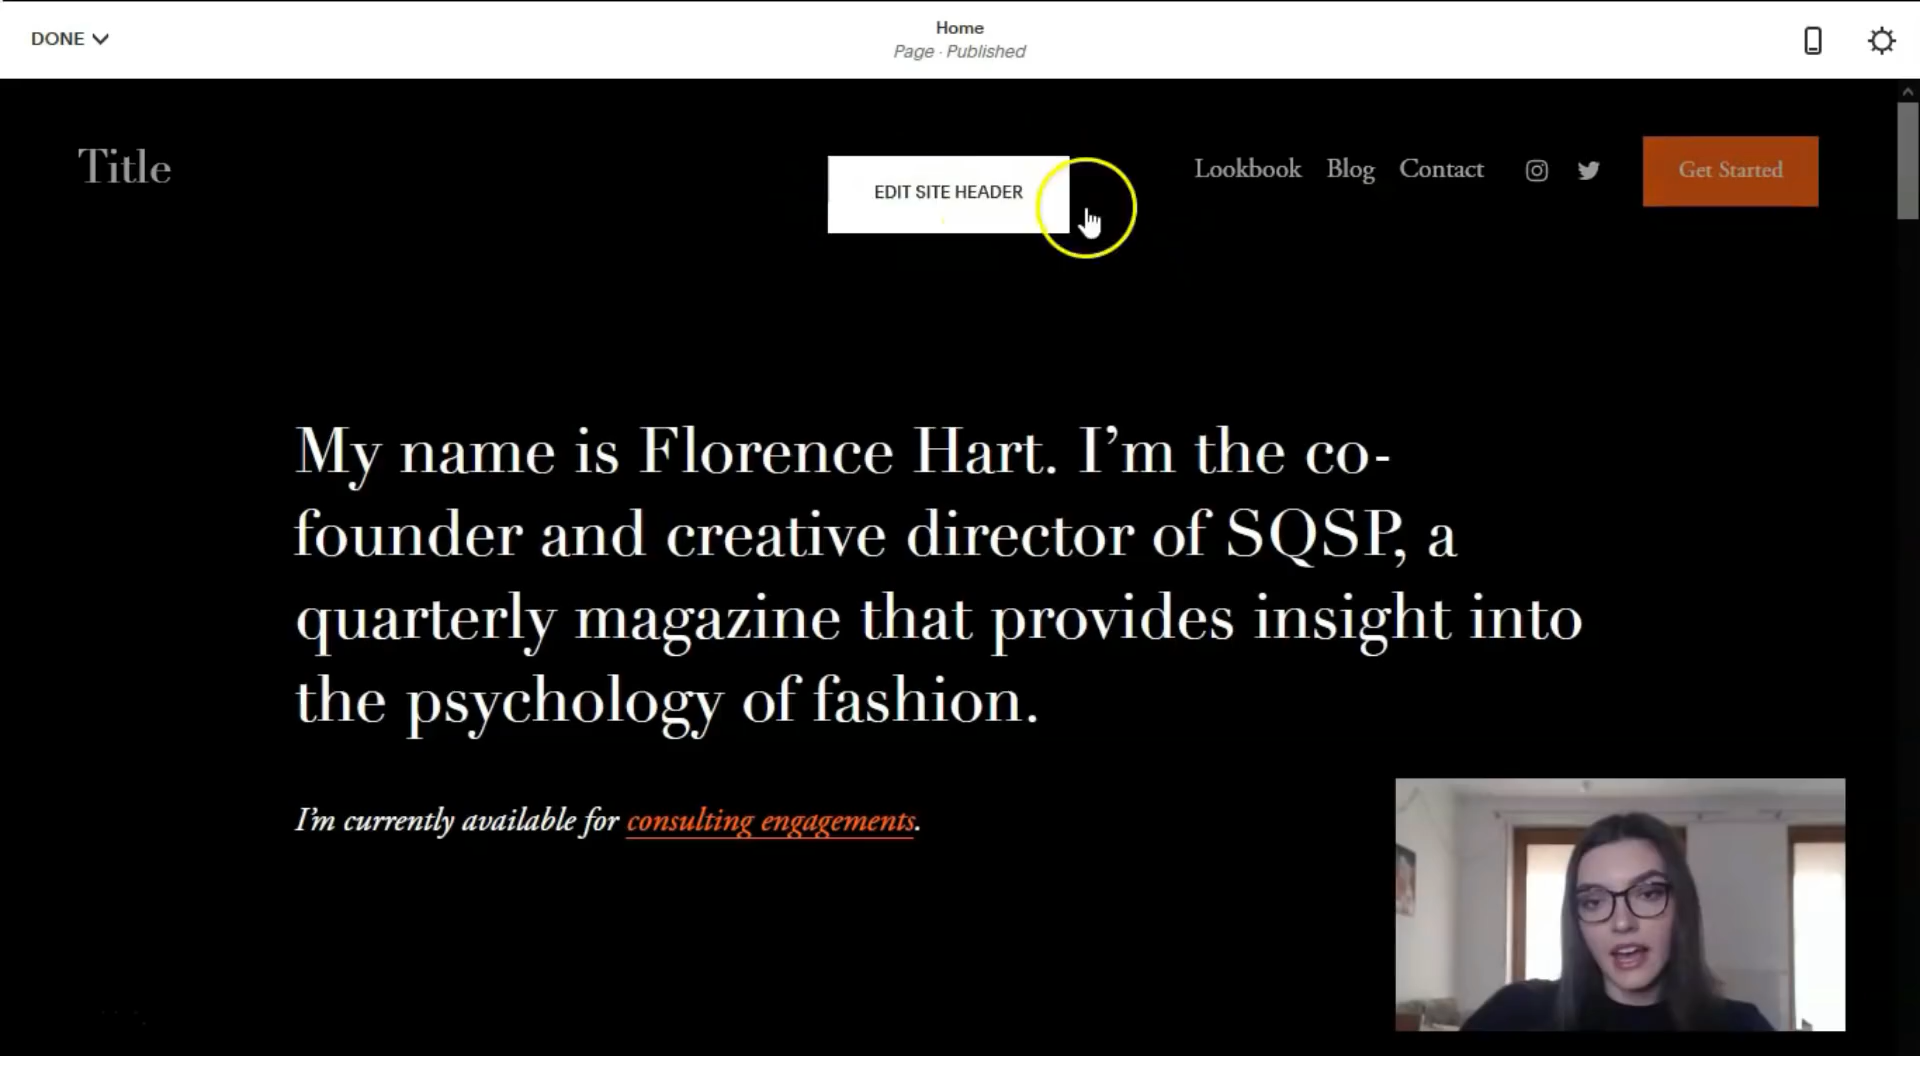 DONE
Home
Page · Published
Title
EDIT SITE HEADER
Lookbook Blog Contact
Get Started
My name is Florence Hart. I’m the co-
founder and creative director of SQSP, a
quarterly magazine that provides insight into
the psychology of fashion.
I’m currently available for consulting engagements.